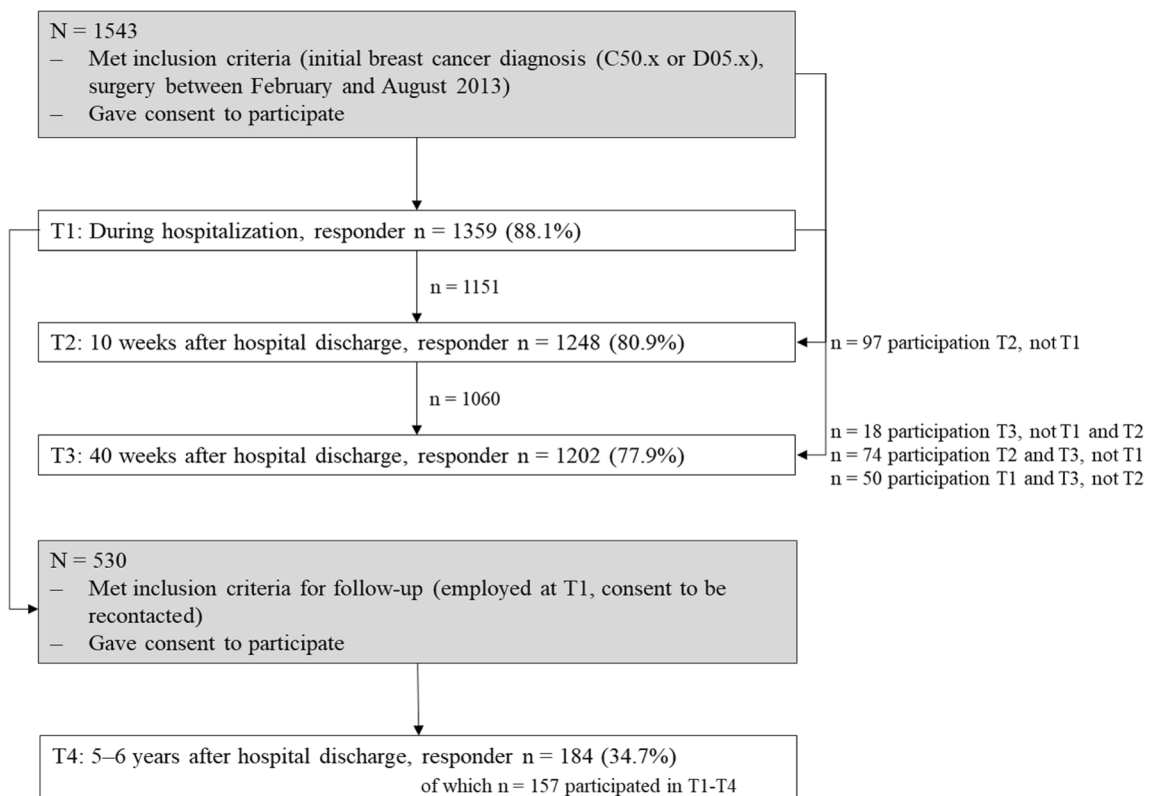 N = 1543
– Met inclusion criteria (initial breast cancer diagnosis (C50.x or D05.x),
surgery between February and August 2013)
– Gave consent to participate
T1: During hospitalization, responder n = 1359 (88.1%)
n = 1151
T2: 10 weeks after hospital discharge, responder n = 1248 (80.9%)
n = 97 participation T2, not T1
n = 1060
T3: 40 weeks after hospital discharge, responder n = 1202 (77.9%)
n = 18 participation T3, not T1 and T2
n = 74 participation T2 and T3, not T1
n = 50 participation T1 and T3, not T2
N = 530
– Met inclusion criteria for follow-up (employed at T1, consent to be
recontacted)
– Gave consent to participate
T4: 5–6 years after hospital discharge, responder n = 184 (34.7%)
of which n = 157 participated in T1-T4